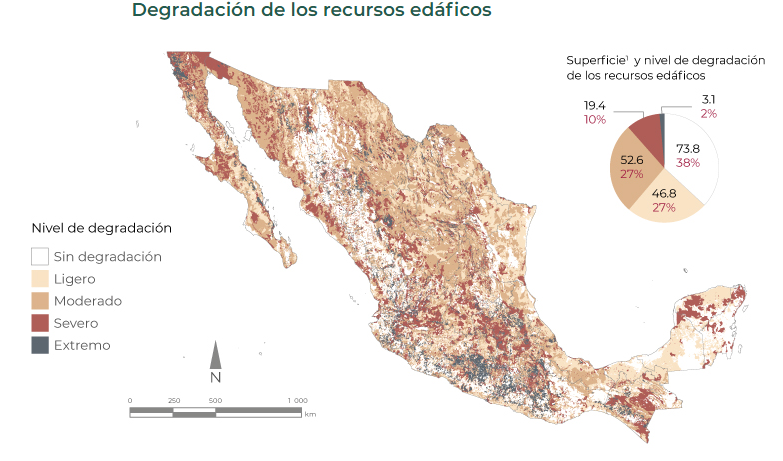 Degradación de los recursos edáficos
Superficie¹ y nivel de degradación
de los recursos edáficos
19.4
10%
3.1
2%
73.8
38%
52.6
27%
46.8
27%
Nivel de degradación
Sin degradación
Ligero
Moderado
Severo
Extremo
N
0 250 500 1 000
km